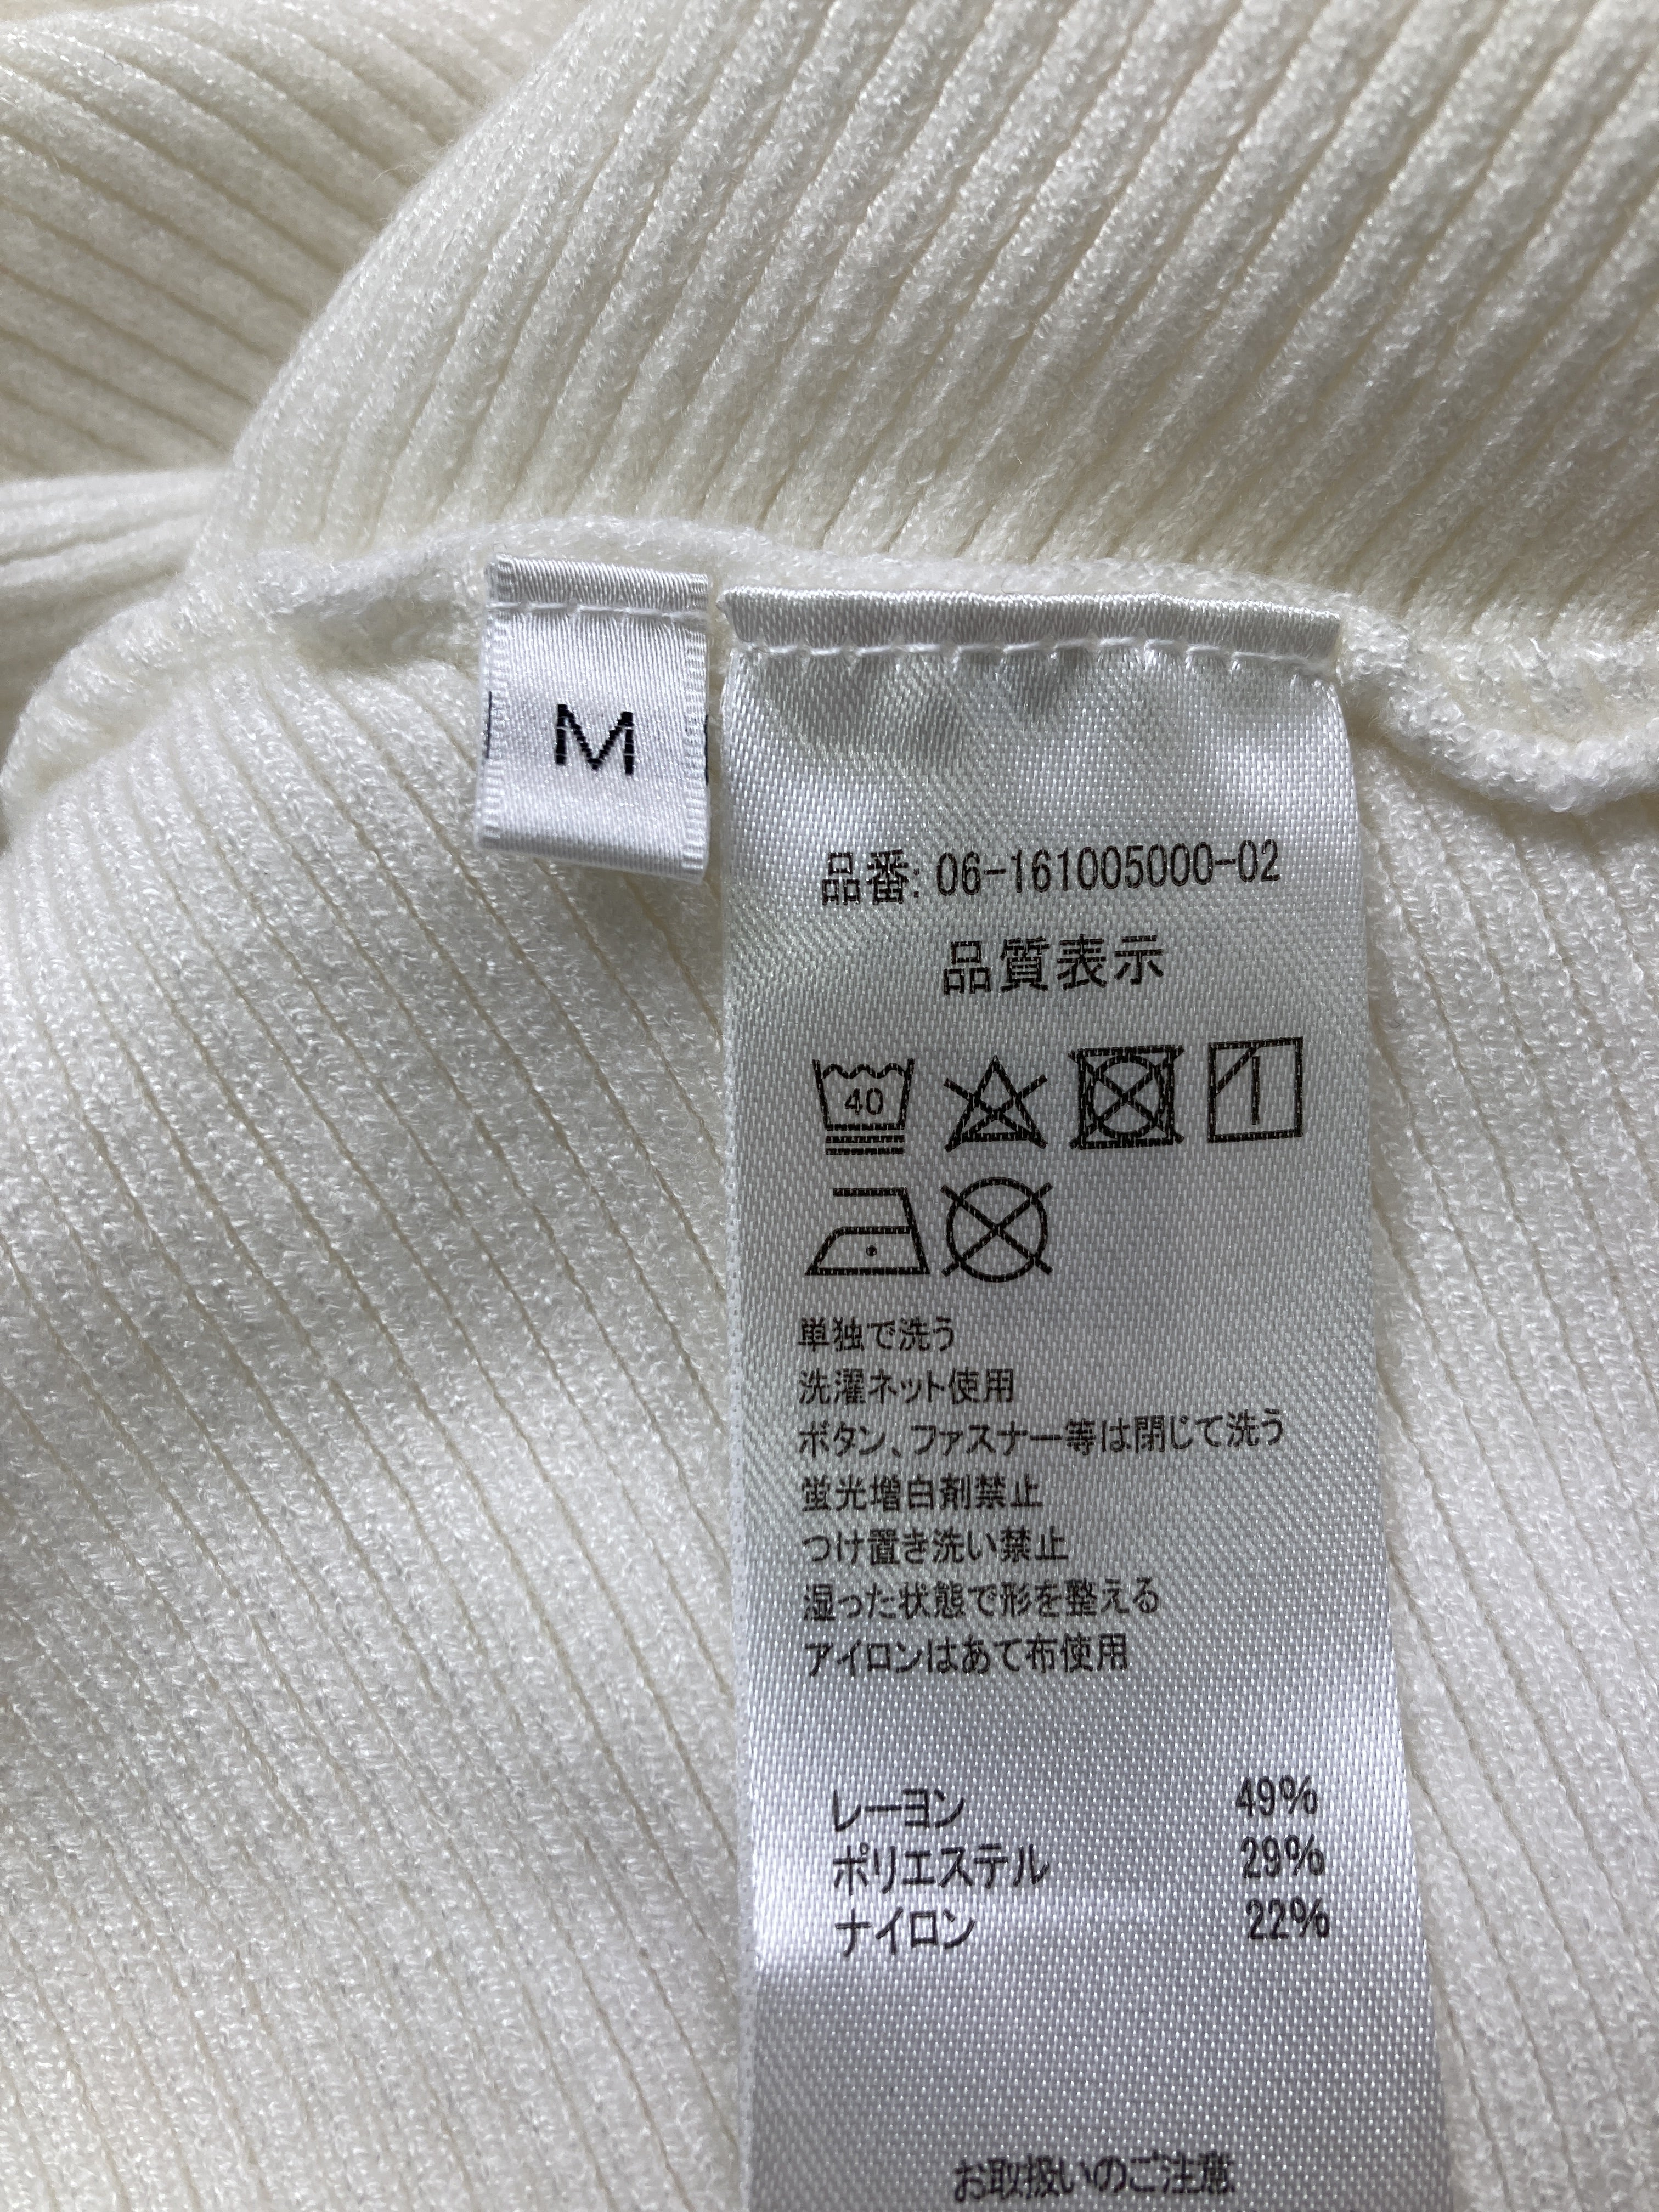 M
品番: 06-161005000-02
品質表示
40
単独で洗う
洗濯ネット使用
ボタン、ファスナー等は閉じて洗う
蛍光増白剤禁止
つけ置き洗い禁止
湿った状態で形を整える
アイロンはあて布使用
レーヨン 49%
ポリエステル 29%
ナイロン 22%
お取扱いのご注意